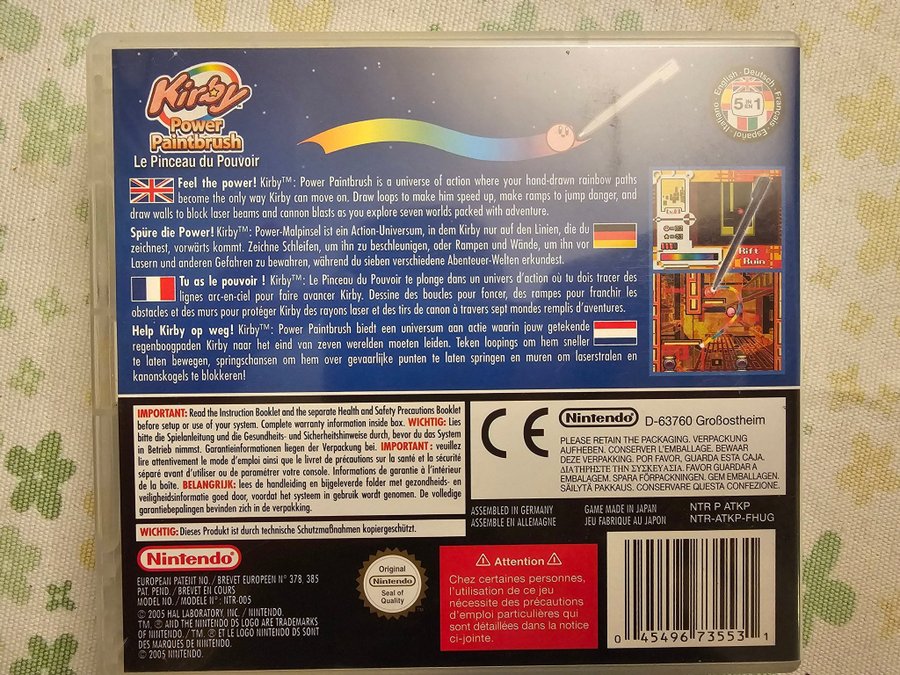 Kirby
Power
Paintbrush
Le Pinceau du Pouvoir
English · Deutsch · Français · Español · Italiano
5 IN 1
EN
Feel the power! Kirby™: Power Paintbrush is a universe of action where your hand-drawn rainbow paths
become the only way Kirby can move on. Draw loops to make him speed up, make ramps to jump danger, and
draw walls to block laser beams and cannon blasts as you explore seven worlds packed with adventure.
Spüre die Power! Kirby™: Power-Malpinsel ist ein Action-Universum, in dem Kirby nur auf den Linien, die du
zeichnest, vorwärts kommt. Zeichne Schleifen, um ihn zu beschleunigen, oder Rampen und Wände, um ihn vor
Lasern und anderen Gefahren zu bewahren, während du sieben verschiedene Abenteuer-Welten erkundest.
Tu as le pouvoir ! Kirby™: Le Pinceau du Pouvoir te plonge dans un univers d'action où tu dois tracer des
lignes arc-en-ciel pour faire avancer Kirby. Dessine des boucles pour foncer, des rampes pour franchir les
obstacles et des murs pour protéger Kirby des rayons laser et des tirs de canon à travers sept mondes remplis d'aventures.
Help Kirby op weg! Kirby™: Power Paintbrush biedt een universum aan actie waarin jouw getekende
regenboogpaden Kirby naar het eind van zeven werelden moeten leiden. Teken loopings om hem sneller
te laten bewegen, springschansen om hem over gevaarlijke punten te laten springen en muren om laserstralen en
kanonskogels te blokkeren!
Rift
Ruin
IMPORTANT: Read the Instruction Booklet and the separate Health and Safety Precautions Booklet
before setup or use of your system. Complete warranty information inside box. WICHTIG: Lies
bitte die Spielanleitung und die Gesundheits- und Sicherheitshinweise durch, bevor du das System
in Betrieb nimmst. Garantieinformationen liegen der Verpackung bei. IMPORTANT : veuillez
lire attentivement le mode d'emploi ainsi que le livret de précautions sur la santé et la sécurité
séparé avant d'utiliser ou de paramétrer votre console. Informations de garantie à l'intérieur
de la boîte. BELANGRIJK: lees de handleiding en bijgeleverde folder met gezondheids- en
veiligheidsinformatie goed door, voordat het systeem in gebruik wordt genomen. De volledige
garantiebepalingen bevinden zich in de verpackung.
WICHTIG: Dieses Produkt ist durch technische Schutzmaßnahmen kopiergeschützt.
CE
Nintendo® D-63760 Großostheim
PLEASE RETAIN THE PACKAGING. VERPACKUNG
AUFHEBEN. CONSERVER L'EMBALLAGE. BEWAAR
DEZE VERPAKKING. POR FAVOR, GUARDA ESTA CAJA.
ΔΙΑΤΗΡΗΣΤΕ ΤΗΝ ΣΥΣΚΕΥΑΣΙΑ. FAVOR GUARDAR A
EMBALAGEM. SPARA FÖRPACKNINGEN. GEM EMBALLAGEN.
SÄILYTÄ PAKKAUS. CONSERVARE QUESTA CONFEZIONE.
ASSEMBLED IN GERMANY
ASSEMBLE EN ALLEMAGNE
GAME MADE IN JAPAN
JEU FABRIQUE AU JAPON
NTR P ATKP
NTR-ATKP-FHUG
Nintendo®
EUROPEAN PATENT NO./ BREVET EUROPEEN N° 378, 385
PAT. PEND. / BREVET EN COURS
MODEL NO./ MODÈLE N° : NTR-005
© 2005 HAL LABORATORY, INC. / NINTENDO.
TM, ® AND THE NINTENDO DS LOGO ARE TRADEMARKS
OF NINTENDO. / TM, ® ET LE LOGO NINTENDO DS SONT
DES MARQUES DE NINTENDO.
© 2005 NINTENDO.
Original
Nintendo
Seal of
Quality
Attention
Chez certaines personnes,
l'utilisation de ce jeu
nécessite des précautions
d'emploi particulières qui
sont détaillées dans la notice
ci-jointe.
0 45496 73553 1